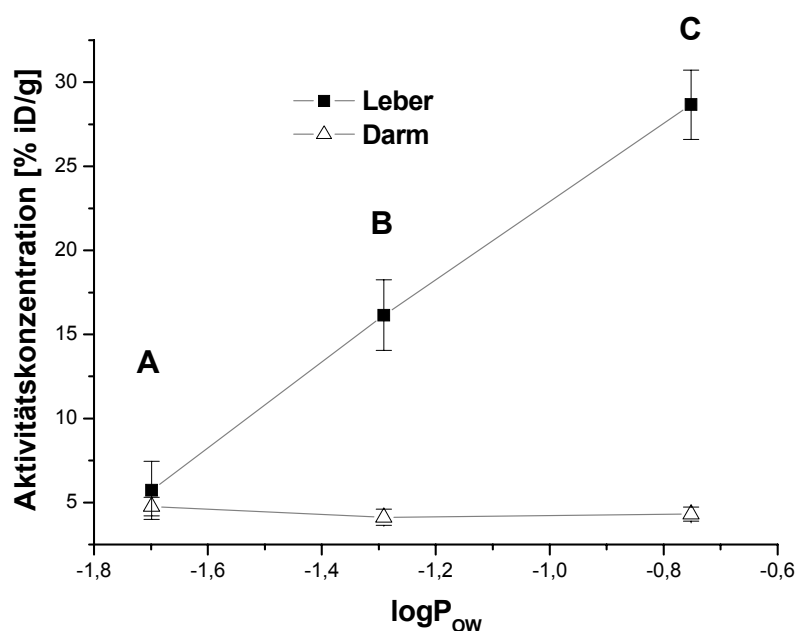 C
30
Leber
Darm
25
B
20
15
A
10
5
-1,8 -1,6 -1,4 -1,2 -1,0 -0,8 -0,6
logPOW
Aktivitätskonzentration [% iD/g]